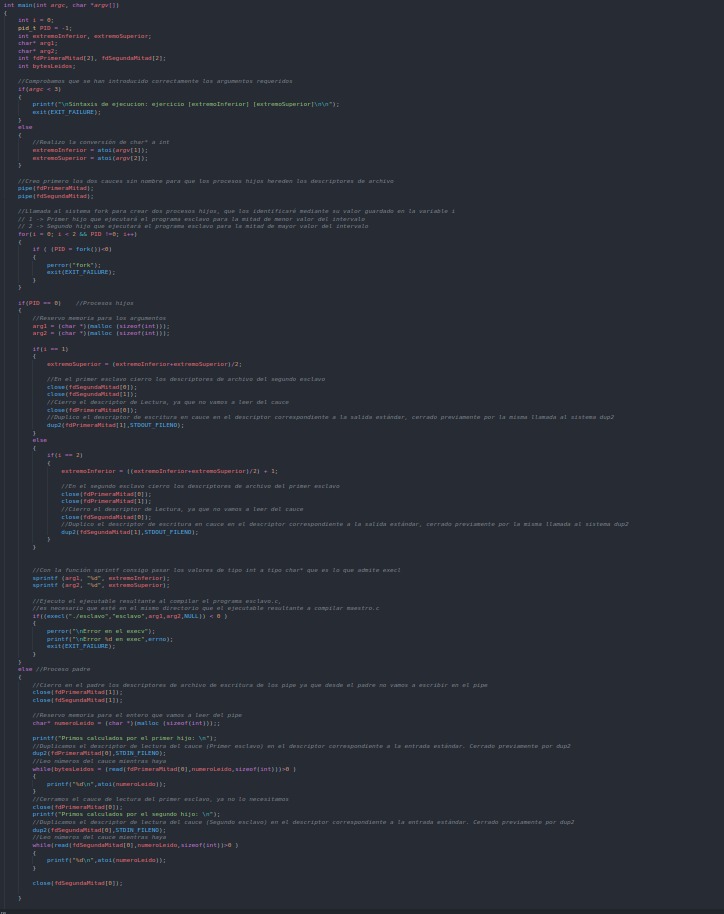 int main(int argc, char *argv[])
{
int i = 0;
pid_t PID = -1;
int extremoInferior, extremoSuperior;
char* arg1;
char* arg2;
int fdPrimeraMitad[2], fdSegundaMitad[2];
int bytesLeidos;
//Comprobamos que se han introducido correctamente los argumentos requeridos
if(argc < 3)
{
printf("\nSintaxis de ejecucion: ejercicio [extremoInferior] [extremoSuperior]\n\n");
exit(EXIT_FAILURE);
}
else
{
//Realizo la conversión de char* a int
extremoInferior = atoi(argv[1]);
extremoSuperior = atoi(argv[2]);
}
//Creo primero los dos cauces sin nombre para que los procesos hijos hereden los descriptores de archivo
pipe(fdPrimeraMitad);
pipe(fdSegundaMitad);
//Llamada al sistema fork para crear dos procesos hijos, que los identificaré mediante su valor guardado en la variable i
// 1 -> Primer hijo que ejecutará el programa esclavo para la mitad de menor valor del intervalo
// 2 -> Segundo hijo que ejecutará el programa esclavo para la mitad de mayor valor del intervalo
for(i = 0; i < 2 && PID !=0; i++)
{
if ( (PID = fork())<0)
{
perror("fork");
exit(EXIT_FAILURE);
}
}
if(PID == 0) //Procesos hijos
{
//Reservo memoria para los argumentos
arg1 = (char *)(malloc (sizeof(int)));
arg2 = (char *)(malloc (sizeof(int)));
if(i == 1)
{
extremoSuperior = (extremoInferior+extremoSuperior)/2;
//En el primer esclavo cierro los descriptores de archivo del segundo esclavo
close(fdSegundaMitad[0]);
close(fdSegundaMitad[1]);
//Cierro el descriptor de Lectura, ya que no vamos a leer del cauce
close(fdPrimeraMitad[0]);
//Duplico el descriptor de escritura en cauce en el descriptor correspondiente a la salida estándar, cerrado previamente por la misma llamada al sistema dup2
dup2(fdPrimeraMitad[1],STDOUT_FILENO);
}
else
{
if(i == 2)
{
extremoInferior = ((extremoInferior+extremoSuperior)/2) + 1;
//En el segundo esclavo cierro los descriptores de archivo del primer esclavo
close(fdPrimeraMitad[0]);
close(fdPrimeraMitad[1]);
//Cierro el descriptor de Lectura, ya que no vamos a leer del cauce
close(fdSegundaMitad[0]);
//Duplico el descriptor de escritura en cauce en el descriptor correspondiente a la salida estándar, cerrado previamente por la misma llamada al sistema dup2
dup2(fdSegundaMitad[1],STDOUT_FILENO);
}
}
//Con la función sprintf consigo pasar los valores de tipo int a tipo char* que es lo que admite execl
sprintf (arg1, "%d", extremoInferior);
sprintf (arg2, "%d", extremoSuperior);
//Ejecuto el ejecutable resultante al compilar el programa esclavo.c,
//es necesario que esté en el mismo directorio que el ejecutable resultante a compilar maestro.c
if((execl("./esclavo","esclavo",arg1,arg2,NULL)) < 0 )
{
perror("\nError en el execv");
printf("\nError %d en exec",errno);
exit(EXIT_FAILURE);
}
}
else //Proceso padre
{
//Cierro en el padre los descriptores de archivo de escritura de los pipe ya que desde el padre no vamos a escribir en el pipe
close(fdPrimeraMitad[1]);
close(fdSegundaMitad[1]);
//Reservo memoria para el entero que vamos a leer del pipe
char* numeroLeido = (char *)(malloc (sizeof(int)));;
printf("Primos calculados por el primer hijo: \n");
//Duplicamos el descriptor de lectura del cauce (Primer esclavo) en el descriptor correspondiente a la entrada estándar. Cerrado previamente por dup2
dup2(fdPrimeraMitad[0],STDIN_FILENO);
//Leo números del cauce mientras haya
while(bytesLeidos = (read(fdPrimeraMitad[0],numeroLeido,sizeof(int)))>0 )
{
printf("%d\n",atoi(numeroLeido));
}
//Cerramos el cauce de lectura del primer esclavo, ya no lo necesitamos
close(fdPrimeraMitad[0]);
printf("Primos calculados por el segundo hijo: \n");
//Duplicamos el descriptor de lectura del cauce (Segundo esclavo) en el descriptor correspondiente a la entrada estándar. Cerrado previamente por dup2
dup2(fdSegundaMitad[0],STDIN_FILENO);
//Leo números del cauce mientras haya
while(read(fdSegundaMitad[0],numeroLeido,sizeof(int))>0 )
{
printf("%d\n",atoi(numeroLeido));
}
close(fdSegundaMitad[0]);
}